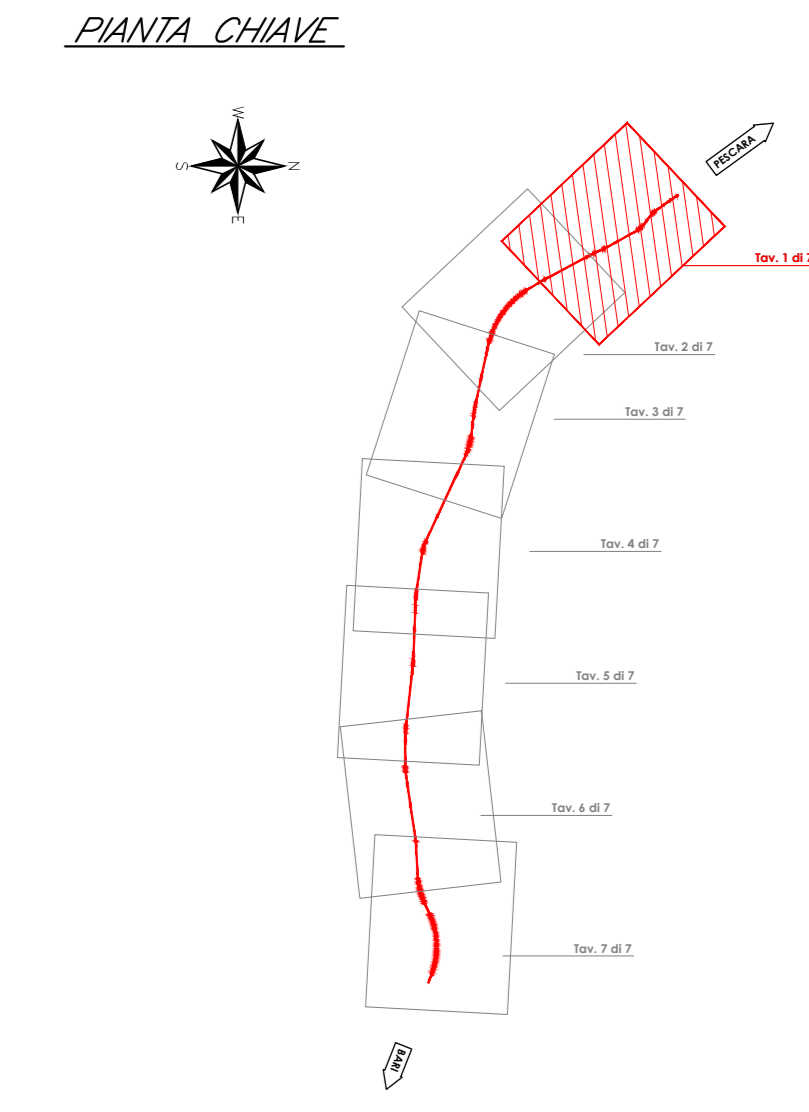 PIANTA CHIAVE
W
S
N
E
PESCARA
Tav. 1 di 7
Tav. 2 di 7
Tav. 3 di 7
Tav. 4 di 7
Tav. 5 di 7
Tav. 6 di 7
Tav. 7 di 7
BARI